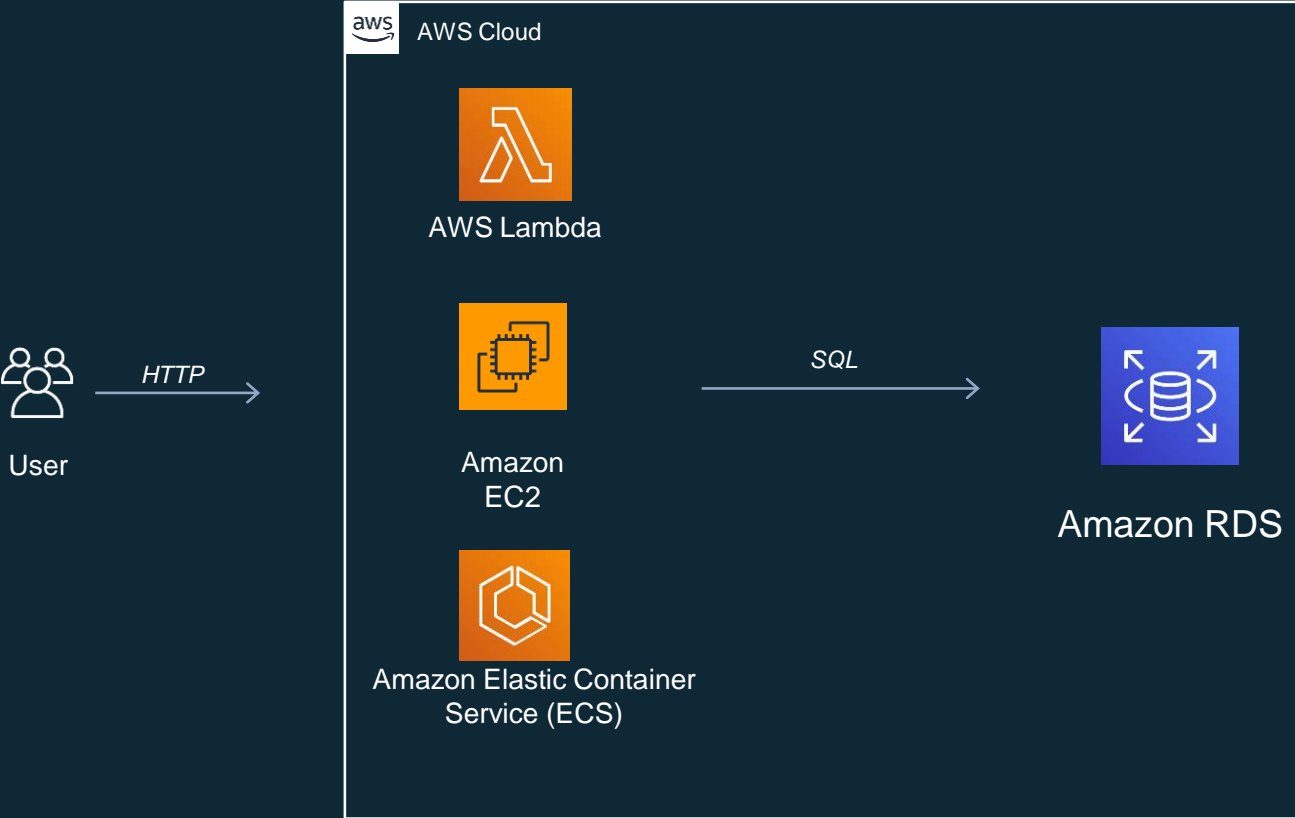 aws
AWS Cloud
AWS Lambda
HTTP
User
Amazon
EC2
SQL
Amazon RDS
Amazon Elastic Container
Service (ECS)